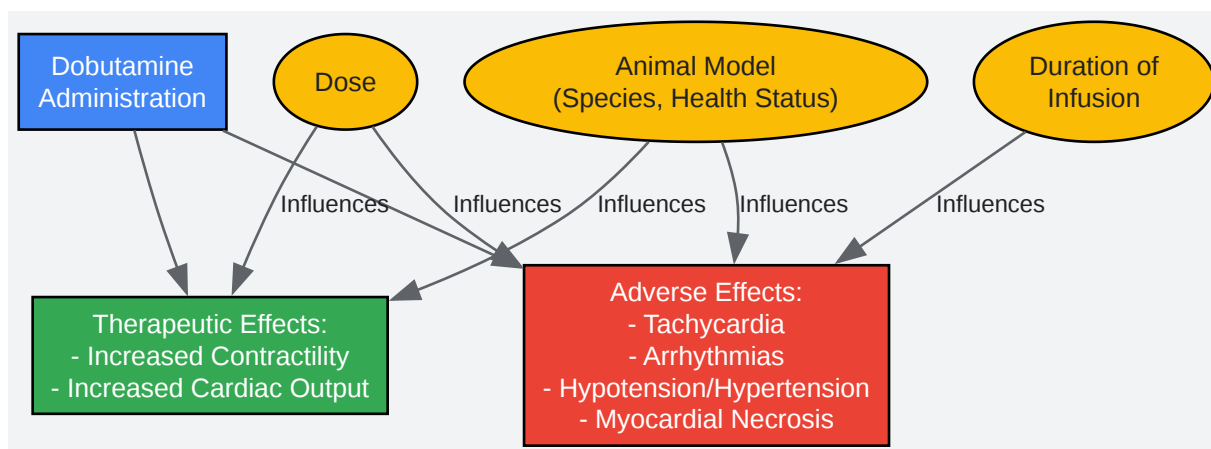 Dobutamine
Administration
Dose
Animal Model
(Species, Health Status)
Duration of
Infusion
Influences
Influences
Influences
Influences
Influences
Therapeutic Effects:
- Increased Contractility
- Increased Cardiac Output
Adverse Effects:
- Tachycardia
- Arrhythmias
- Hypotension/Hypertension
- Myocardial Necrosis